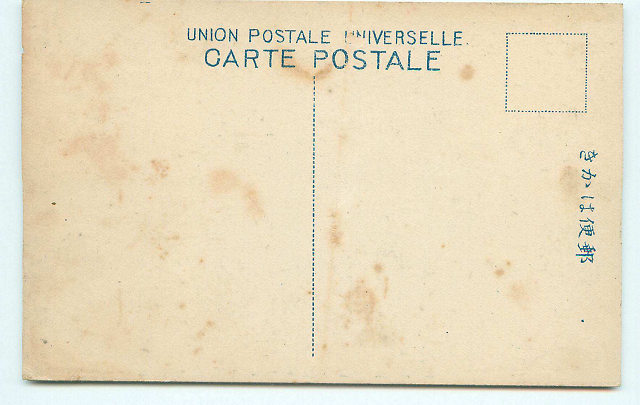 UNION POSTALE UNIVERSELLE.
CARTE POSTALE
郵便はかき